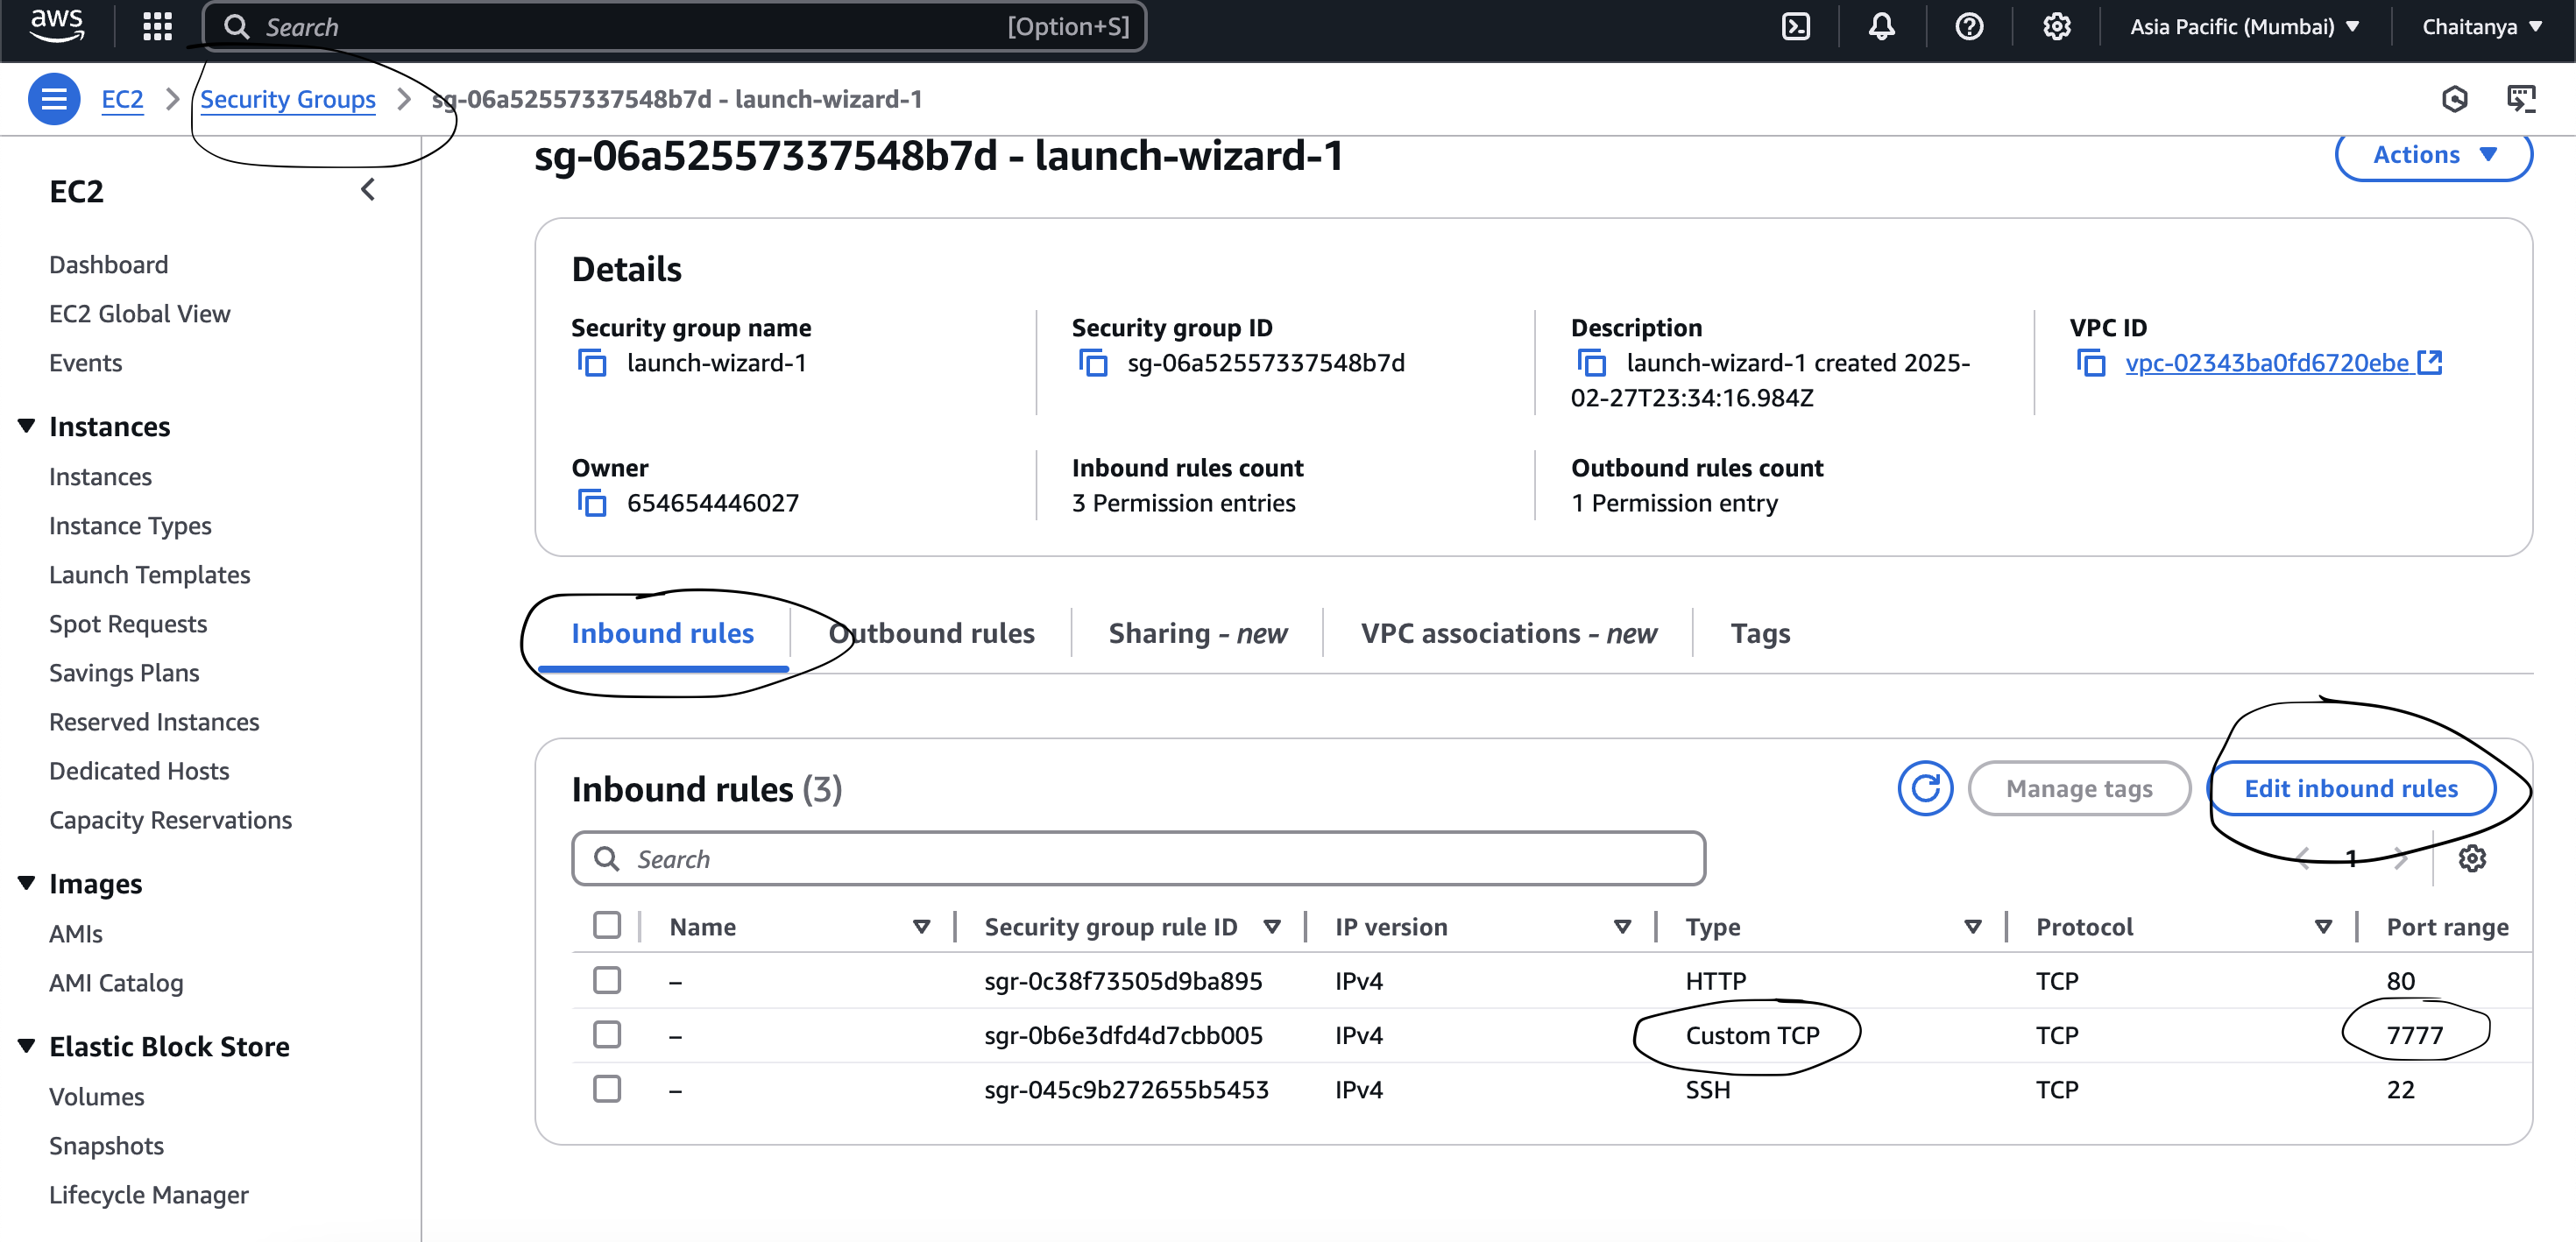 aws
Search [Option+S]
Asia Pacific (Mumbai)
Chaitanya
EC2 Security Groups sg-06a52557337548b7d - launch-wizard-1
EC2
Dashboard
EC2 Global View
Events
Instances
Instances
Instance Types
Launch Templates
Spot Requests
Savings Plans
Reserved Instances
Dedicated Hosts
Capacity Reservations
Images
AMIs
AMI Catalog
Elastic Block Store
Volumes
Snapshots
Lifecycle Manager
sg-06a52557337548b7d - launch-wizard-1
Actions
Details
Security group name
launch-wizard-1
Security group ID
sg-06a52557337548b7d
Description
launch-wizard-1 created 2025-
02-27T23:34:16.984Z
VPC ID
vpc-02343ba0fd6720ebe
Owner
654654446027
Inbound rules count
3 Permission entries
Outbound rules count
1 Permission entry
Inbound rules Outbound rules Sharing - new VPC associations - new Tags
Inbound rules (3)
Manage tags
Edit inbound rules
Search
1
Name Security group rule ID IP version Type Protocol Port range
– sgr-0c38f73505d9ba895 IPv4 HTTP TCP 80
– sgr-0b6e3dfd4d7cbb005 IPv4 Custom TCP TCP 7777
– sgr-045c9b272655b5453 IPv4 SSH TCP 22